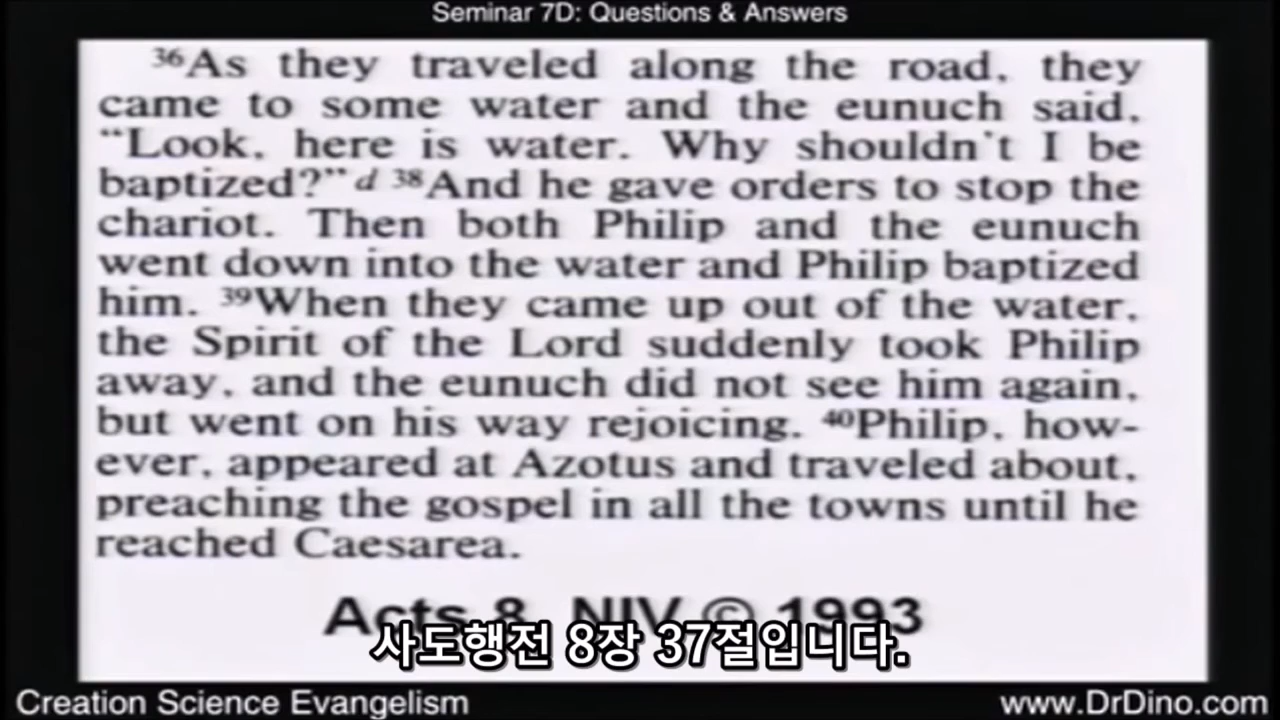 Seminar 7D: Questions & Answers
³⁶As they traveled along the road, they
came to some water and the eunuch said,
“Look, here is water. Why shouldn't I be
baptized?” d ³⁸And he gave orders to stop the
chariot. Then both Philip and the eunuch
went down into the water and Philip baptized
him. ³⁹When they came up out of the water,
the Spirit of the Lord suddenly took Philip
away, and the eunuch did not see him again,
but went on his way rejoicing. ⁴⁰Philip, how-
ever, appeared at Azotus and traveled about,
preaching the gospel in all the towns until he
reached Caesarea.
Acts 8, NIV © 1993
사도행전 8장 37절입니다.
Creation Science Evangelism
www.DrDino.com